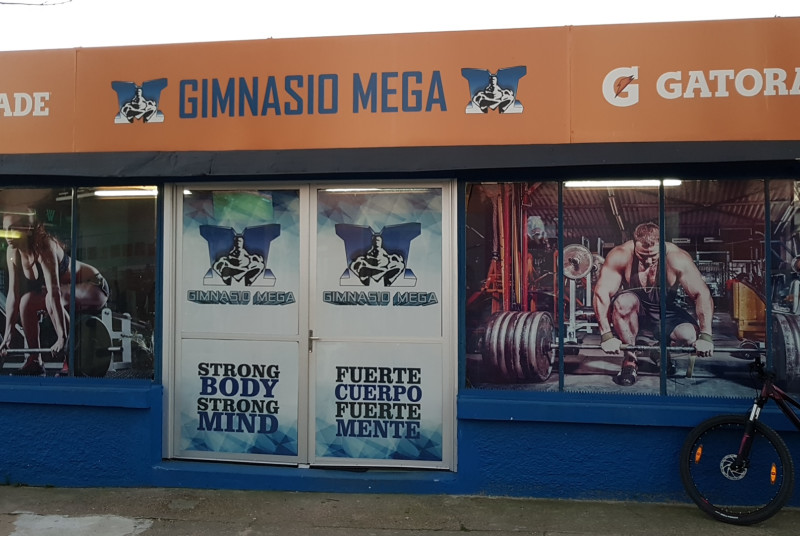 ADE
GIMNASIO MEGA
G GATORA
GIMNASIO MEGA
GIMNASIO MEGA
STRONG
BODY
STRONG
MIND
FUERTE
CUERPO
FUERTE
MENTE